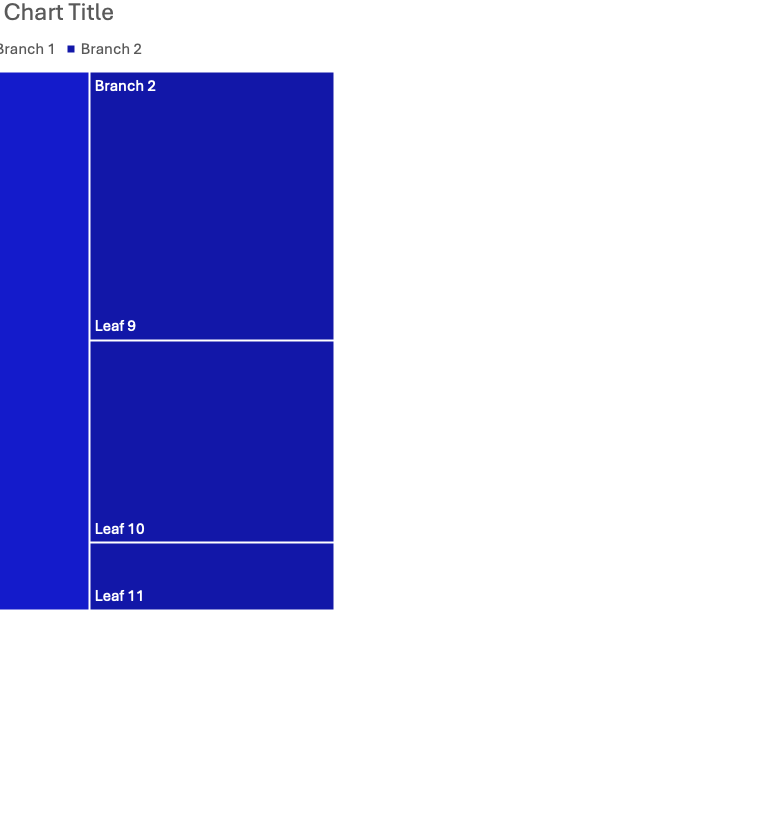 Chart Title
Branch 1 Branch 2
Branch 2
Leaf 9
Leaf 10
Leaf 11